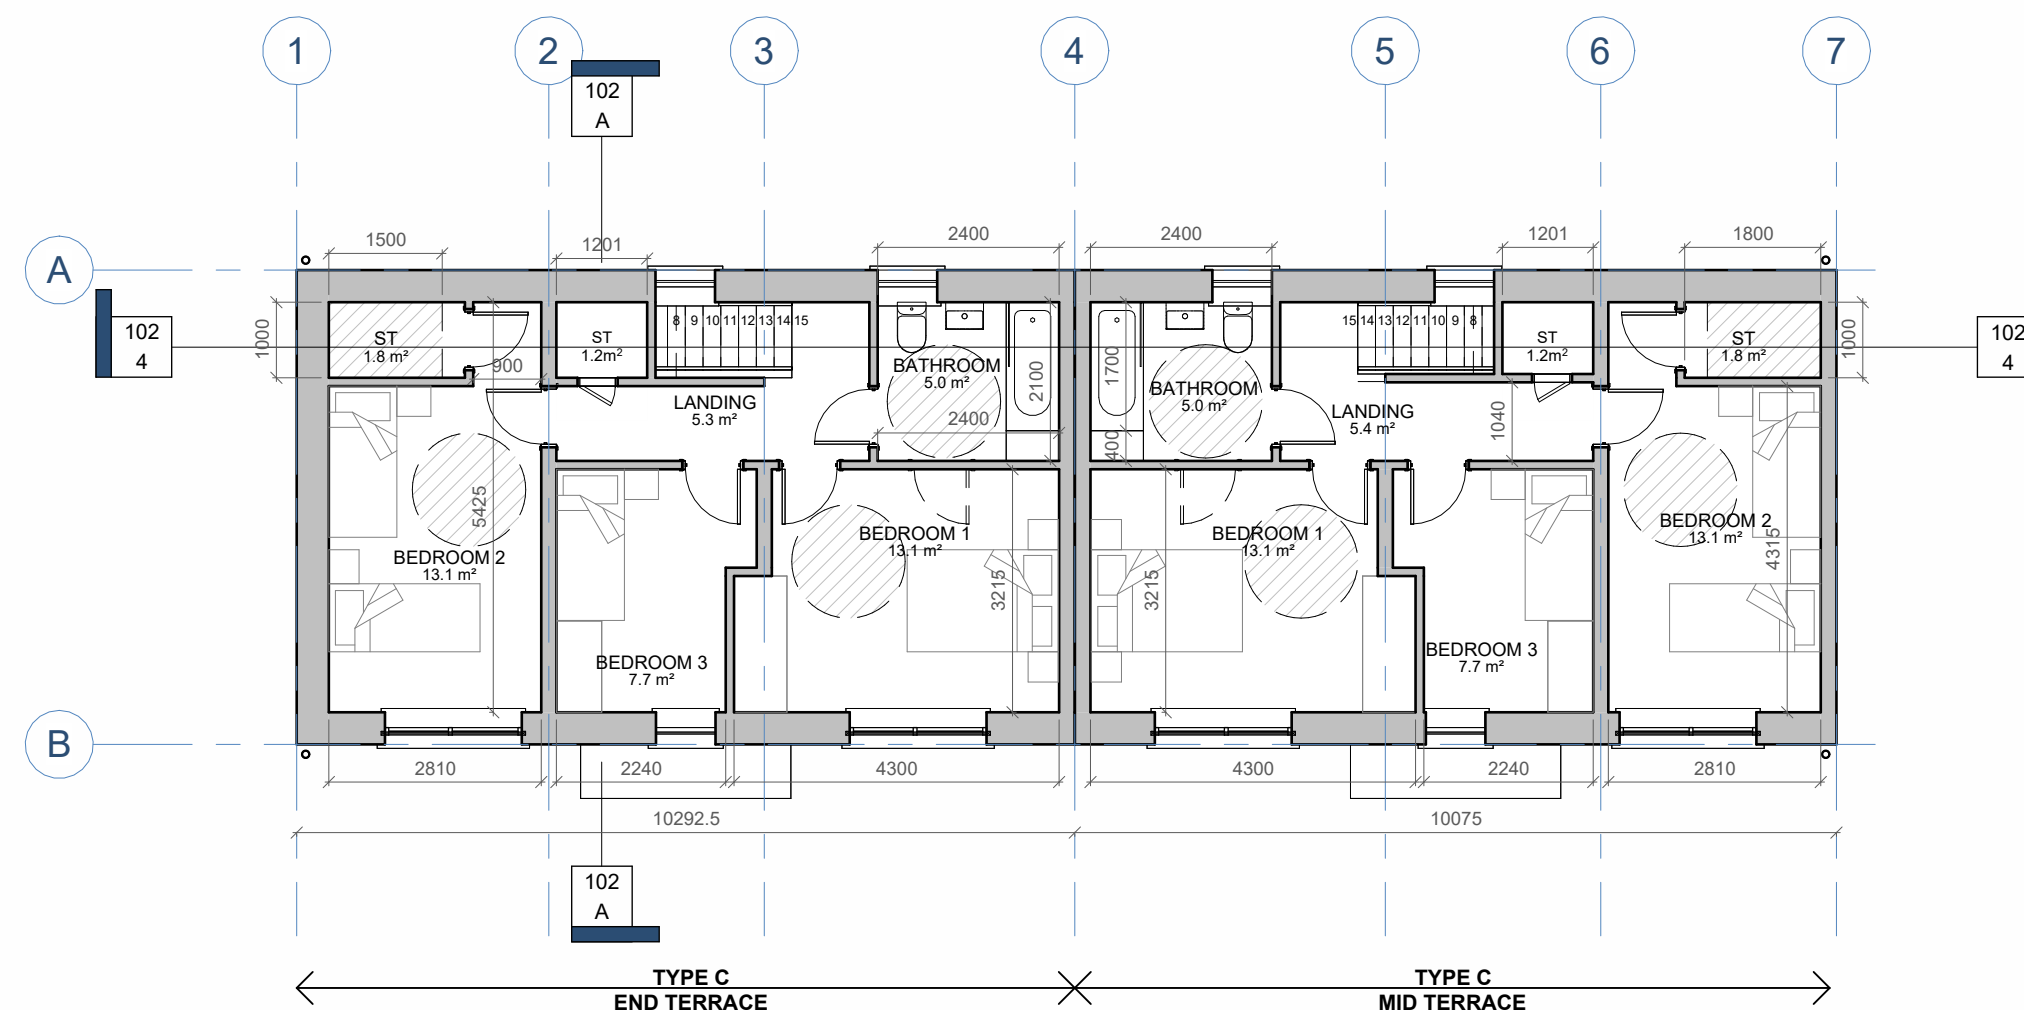 1 2 3 4 5 6 7
102
A
A
1500
1201
2400
2400
1201
1800
102
4
102
4
1000
ST
1.8 m²
900
ST
1.2m²
8 9 10 11 12 13 14 15
BATHROOM
5.0 m²
2100
2400
LANDING
5.3 m²
1700
400
BATHROOM
5.0 m²
15 14 13 12 11 10 9 8
LANDING
5.4 m²
1040
ST
1.2m²
ST
1.8 m²
1000
5425
BEDROOM 2
13.1 m²
BEDROOM 3
7.7 m²
BEDROOM 1
13.1 m²
3215
3215
BEDROOM 1
13.1 m²
BEDROOM 3
7.7 m²
BEDROOM 2
13.1 m²
4315
B
2810
2240
4300
4300
2240
2810
10292.5
10075
102
A
TYPE C
END TERRACE
TYPE C
MID TERRACE